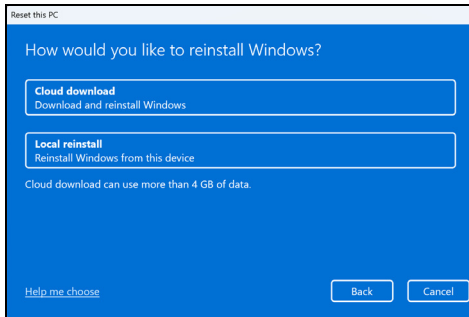 Reset this PC
How would you like to reinstall Windows?
Cloud download
Download and reinstall Windows
Local reinstall
Reinstall Windows from this device
Cloud download can use more than 4 GB of data.
Help me choose
Back
Cancel